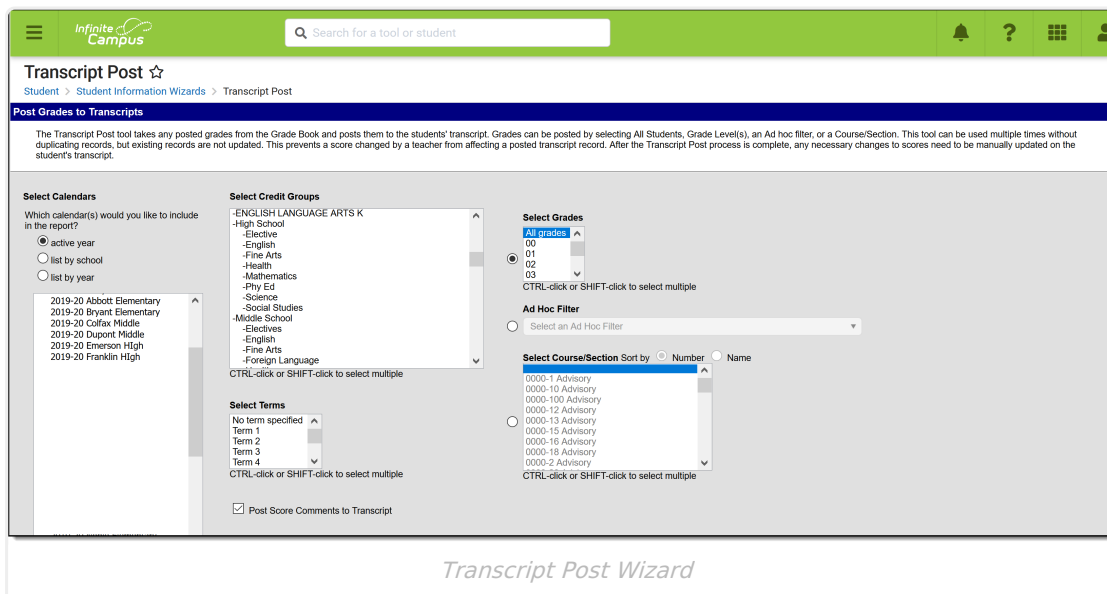 Infinite
Campus
Search for a tool or student
Transcript Post
Student > Student Information Wizards > Transcript Post
Post Grades to Transcripts
The Transcript Post tool takes any posted grades from the Grade Book and posts them to the students' transcript. Grades can be posted by selecting All Students, Grade Level(s), an Ad hoc filter, or a Course/Section. This tool can be used multiple times without
duplicating records, but existing records are not updated. This prevents a score changed by a teacher from affecting a posted transcript record. After the Transcript Post process is complete, any necessary changes to scores need to be manually updated on the
student's transcript.
Select Calendars
Which calendar(s) would you like to include
in the report?
active year
list by school
list by year
2019-20 Abbott Elementary
2019-20 Bryant Elementary
2019-20 Colfax Middle
2019-20 Dupont Middle
2019-20 Emerson HIgh
2019-20 Franklin HIgh
Select Credit Groups
-ENGLISH LANGUAGE ARTS K
-High School
-Elective
-English
-Fine Arts
-Health
-Mathematics
-Phy Ed
-Science
-Social Studies
-Middle School
-Electives
-English
-Fine Arts
-Foreign Language
CTRL-click or SHIFT-click to select multiple
Select Terms
No term specified
Term 1
Term 2
Term 3
Term 4
CTRL-click or SHIFT-click to select multiple
Post Score Comments to Transcript
Select Grades
All grades
00
01
02
03
CTRL-click or SHIFT-click to select multiple
Ad Hoc Filter
Select an Ad Hoc Filter
Select Course/Section Sort by Number Name
0000-1 Advisory
0000-10 Advisory
0000-100 Advisory
0000-12 Advisory
0000-13 Advisory
0000-15 Advisory
0000-16 Advisory
0000-18 Advisory
0000-2 Advisory
CTRL-click or SHIFT-click to select multiple
Transcript Post Wizard